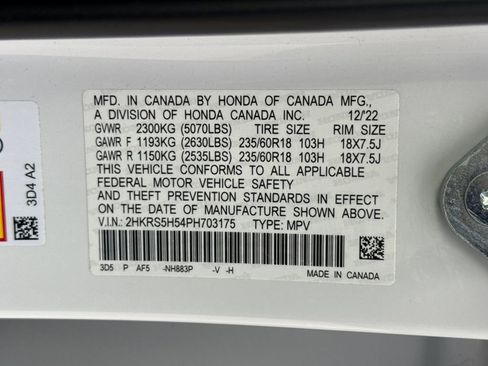 MFD. IN CANADA BY HONDA OF CANADA MFG.,
A DIVISION OF HONDA CANADA INC. 12/'22
GVWR 2300KG (5070LBS) TIRE SIZE RIM SIZE
GAWR F 1193KG (2630LBS) 235/60R18 103H 18X7.5J
GAWR R 1150KG (2535LBS) 235/60R18 103H 18X7.5J
THIS VEHICLE CONFORMS TO ALL APPLICABLE
FEDERAL MOTOR VEHICLE SAFETY
AND THEFT PREVENTION STANDARDS IN EFFECT
ON THE DATE OF MANUFACTURE SHOWN ABOVE.
V.I.N.: 2HKRS5H54PH703175 TYPE: MPV
3D5 P AF5 -NH883P -V -H
MADE IN CANADA
3D4 A2